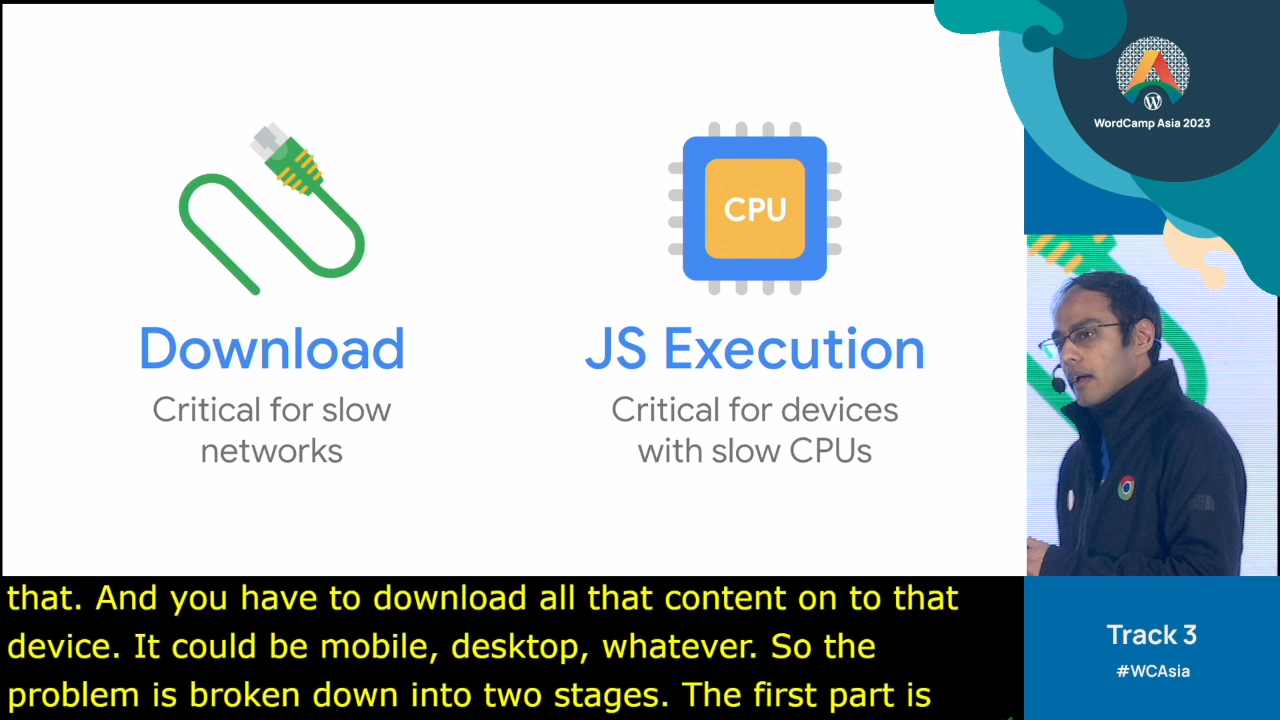 CPU
Download
Critical for slow
networks
JS Execution
Critical for devices
with slow CPUs
WordCamp Asia 2023
that. And you have to download all that content on to that
device. It could be mobile, desktop, whatever. So the
problem is broken down into two stages. The first part is
Track 3
#WCAsia